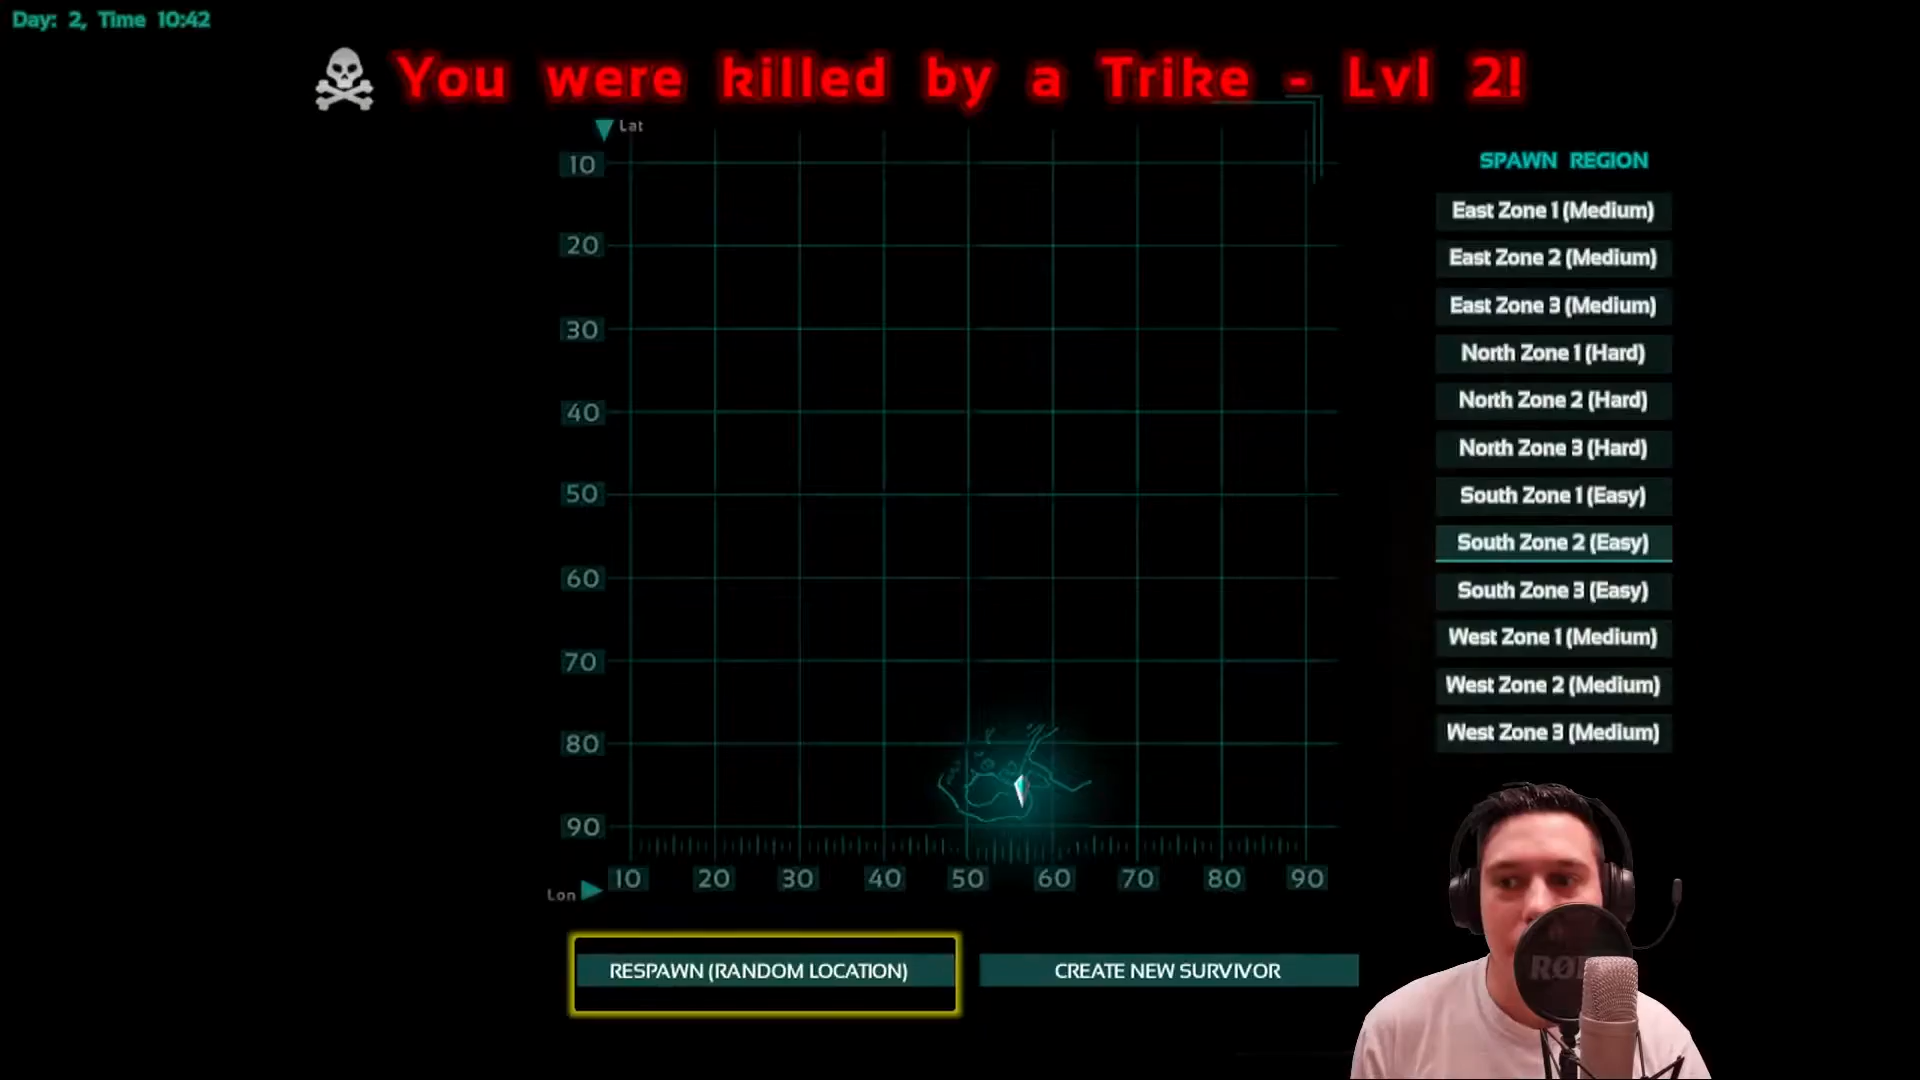 Day: 2, Time 10:42
You were killed by a Trike - Lvl 2!
Lat
10
20
30
40
50
60
70
80
90
Lon
10 20 30 40 50 60 70 80 90
SPAWN REGION
East Zone 1 (Medium)
East Zone 2 (Medium)
East Zone 3 (Medium)
North Zone 1 (Hard)
North Zone 2 (Hard)
North Zone 3 (Hard)
South Zone 1 (Easy)
South Zone 2 (Easy)
South Zone 3 (Easy)
West Zone 1 (Medium)
West Zone 2 (Medium)
West Zone 3 (Medium)
RESPAWN (RANDOM LOCATION)
CREATE NEW SURVIVOR